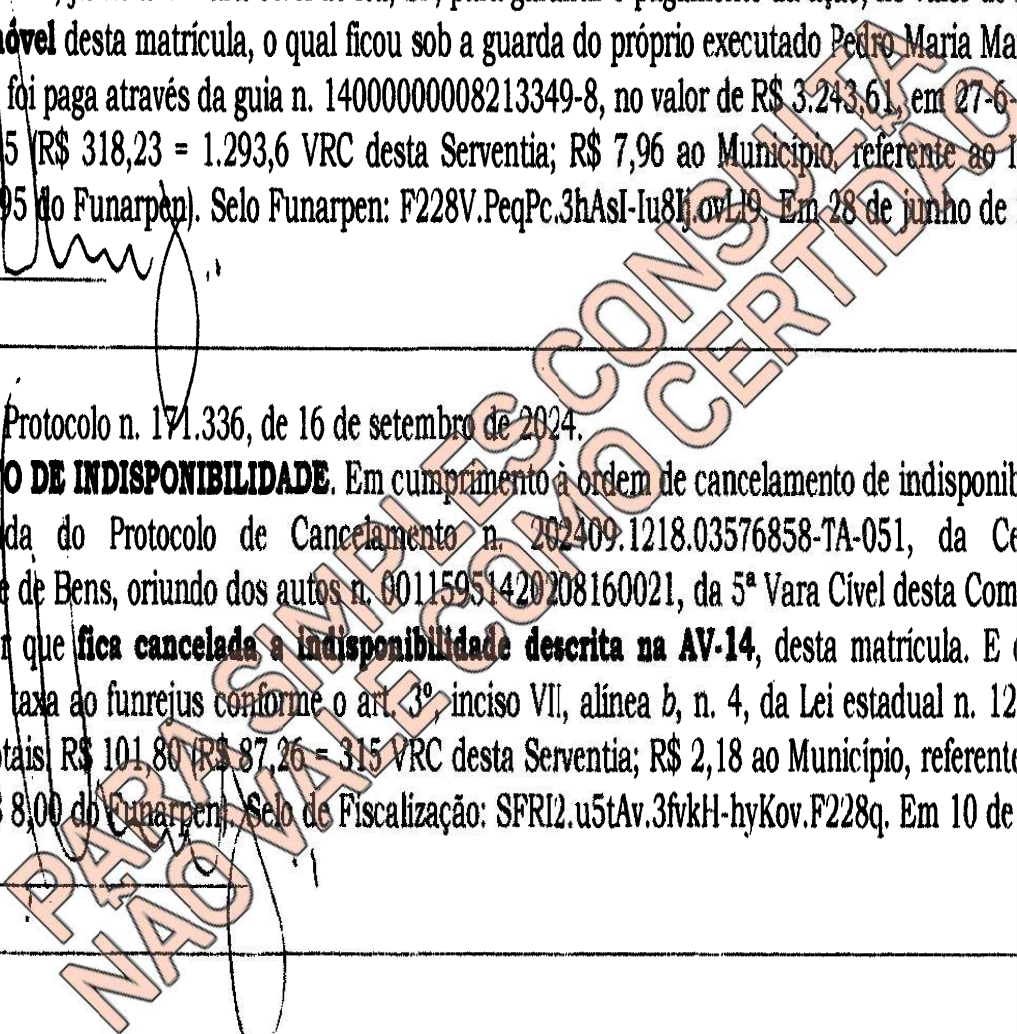 móvel desta matrícula, o qual ficou sob a guarda do próprio executado Pedro Maria Ma
foi paga através da guia n. 14000000008213349-8, no valor de R$ 3.243,61, em 27-6-
5 (R$ 318,23 = 1.293,6 VRC desta Serventia; R$ 7,96 ao Município, referente ao I
95 do Funarpen). Selo Funarpen: F228V.PeqPc.3hAsI-Iu8Ij.ovLl9. Em 28 de junho de
Protocolo n. 171.336, de 16 de setembro de 2024.
O DE INDISPONIBILIDADE. Em cumprimento à ordem de cancelamento de indisponib
da do Protocolo de Cancelamento n. 202409.1218.03576858-TA-051, da Ce
e de Bens, oriundo dos autos n. 00115951420208160021, da 5ª Vara Cível desta Com
r que fica cancelada a indisponibilidade descrita na AV-14, desta matrícula. E
taxa ao funrejus conforme o art. 3º, inciso VII, alínea b, n. 4, da Lei estadual n. 12
otais R$ 101,80 (R$ 87,26 = 315 VRC desta Serventia; R$ 2,18 ao Município, referente
8,00 do Funarpen). Selo de Fiscalização: SFRI2.u5tAv.3fvkH-hyKov.F228q. Em 10 de
PARA SIMPLES CONSULTA
NÃO VALE COMO CERTIDÃO